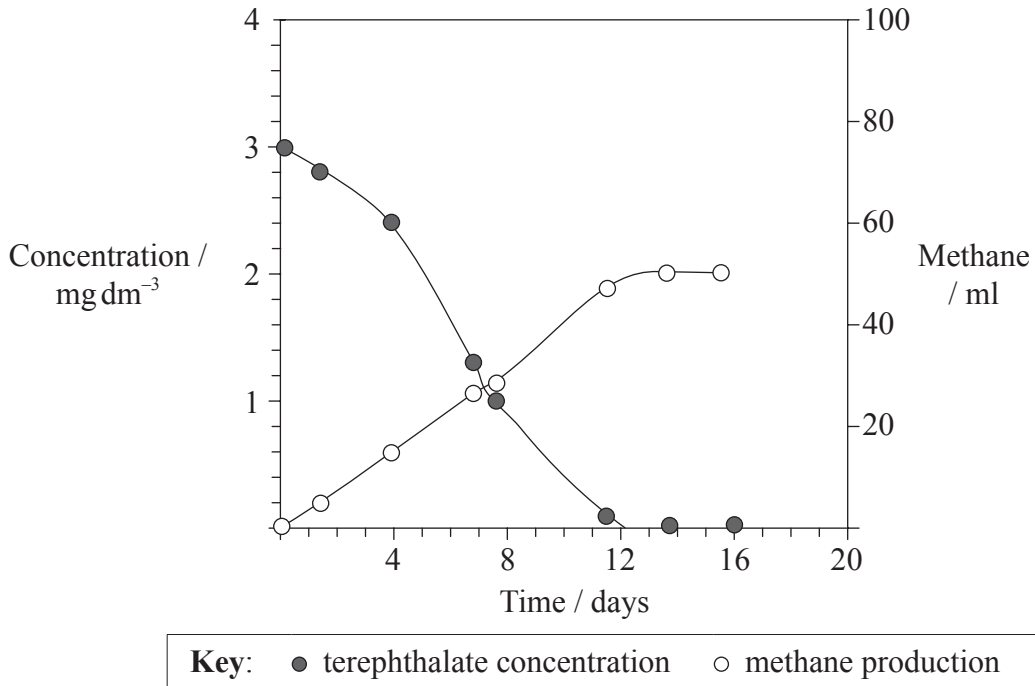 4
3
2
1
Concentration /
mg dm⁻³
100
80
60
40
20
Methane
/ ml
4 8 12 16 20
Time / days
Key: terephthalate concentration methane production